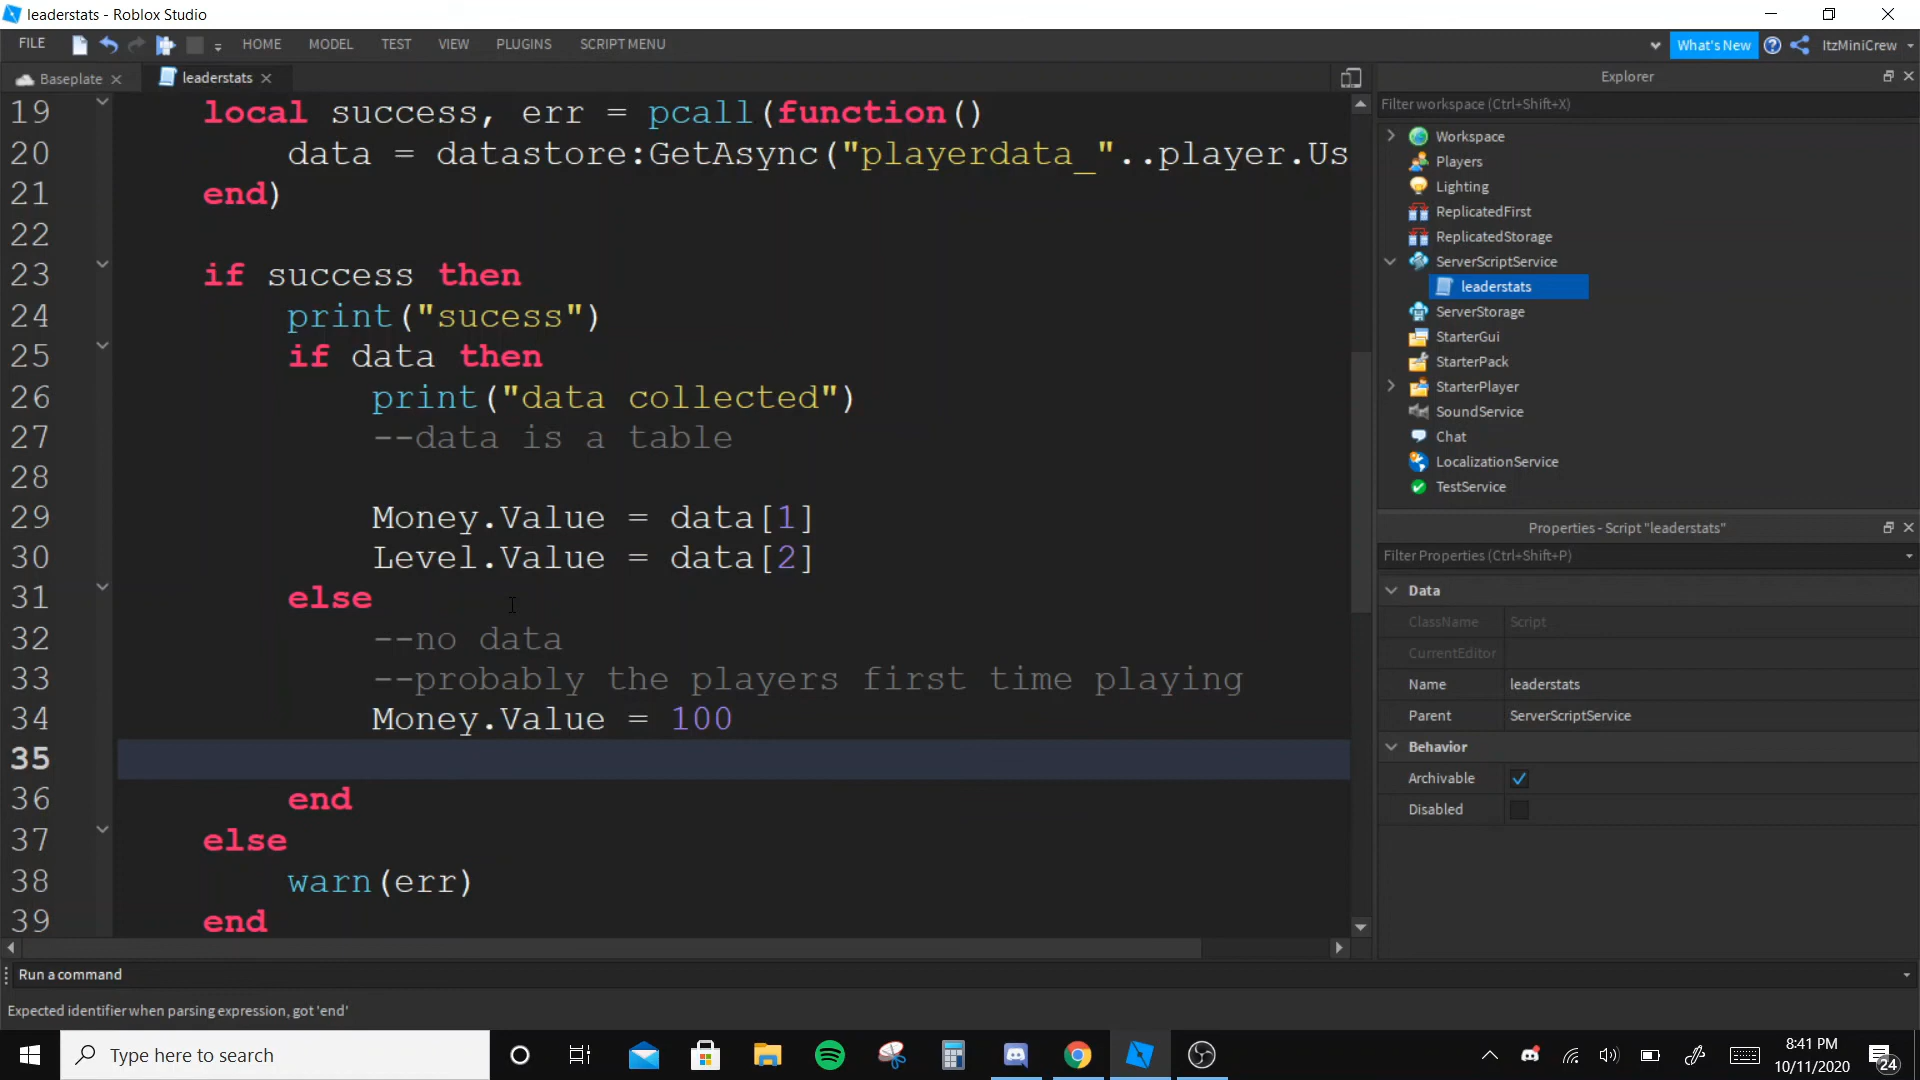 leaderstats - Roblox Studio
FILE HOME MODEL TEST VIEW PLUGINS SCRIPT MENU What's New ItzMiniCrew
Baseplate leaderstats
19 local success, err = pcall(function()
20 data = datastore:GetAsync("playerdata_"..player.Us
21 end)
22
23 if success then
24 print("sucess")
25 if data then
26 print("data collected")
27 --data is a table
28
29 Money.Value = data[1]
30 Level.Value = data[2]
31 else
32 --no data
33 --probably the players first time playing
34 Money.Value = 100
35
36 end
37 else
38 warn(err)
39 end
Explorer
Filter workspace (Ctrl+Shift+X)
Workspace
Players
Lighting
ReplicatedFirst
ReplicatedStorage
ServerScriptService
leaderstats
ServerStorage
StarterGui
StarterPack
StarterPlayer
SoundService
Chat
LocalizationService
TestService
Properties - Script "leaderstats"
Filter Properties (Ctrl+Shift+P)
Data
ClassName Script
CurrentEditor
Name leaderstats
Parent ServerScriptService
Behavior
Archivable
Disabled
Run a command
Expected identifier when parsing expression, got 'end'
Type here to search
8:41 PM
10/11/2020
24